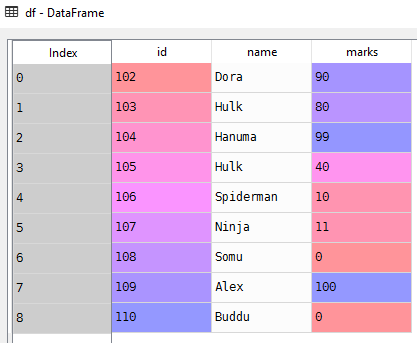 df - DataFrame
Index id name marks
0 102 Dora 90
1 103 Hulk 80
2 104 Hanuma 99
3 105 Hulk 40
4 106 Spiderman 10
5 107 Ninja 11
6 108 Somu 0
7 109 Alex 100
8 110 Buddu 0